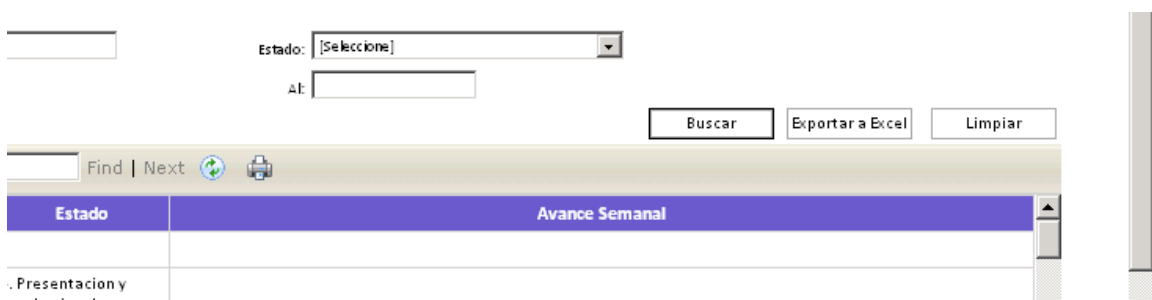 Estado: [Seleccione]
Al:
Buscar Exportar a Excel Limpiar
Find | Next
Estado Avance Semanal
. Presentacion y